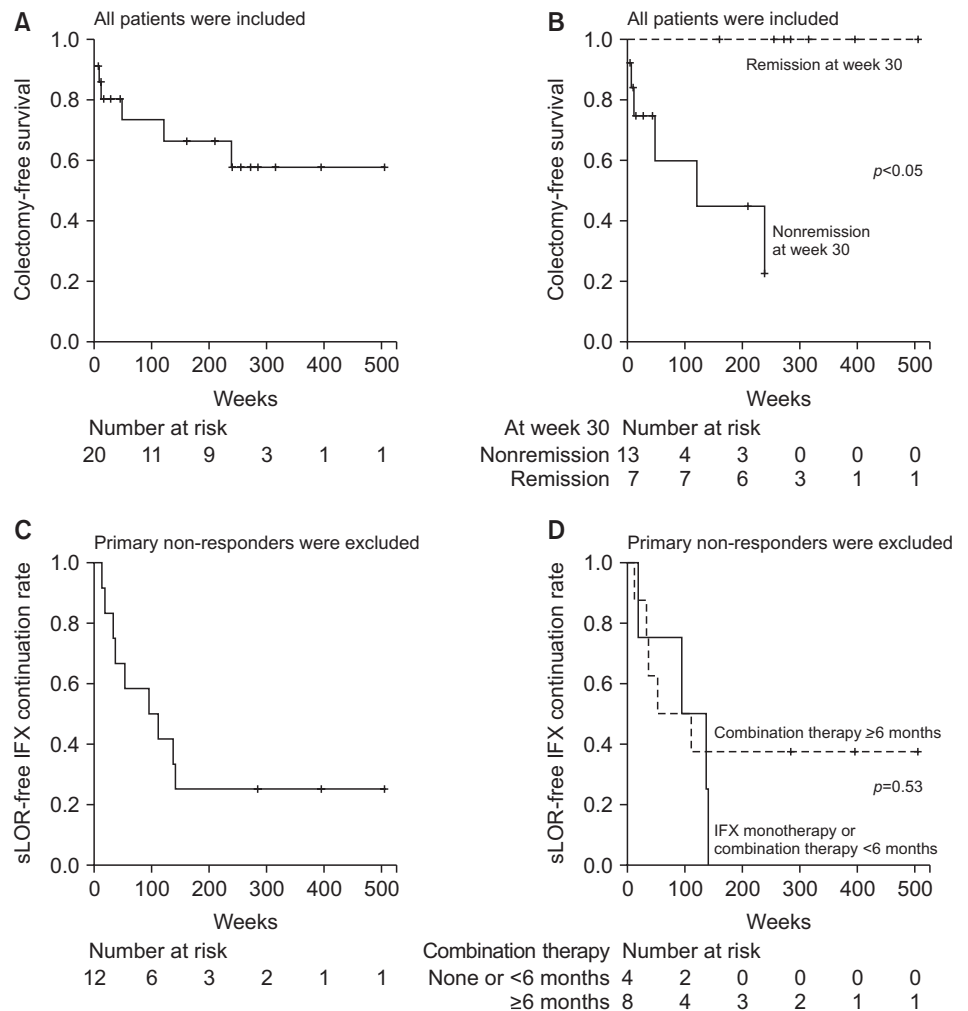 A All patients were included
Colectomy-free survival
1.0
0.8
0.6
0.4
0.2
0.0
0 100 200 300 400 500
Weeks
Number at risk
20 11 9 3 1 1
B All patients were included
Colectomy-free survival
1.0
0.8
0.6
0.4
0.2
0.0
Remission at week 30
p<0.05
Nonremission
at week 30
0 100 200 300 400 500
Weeks
At week 30 Number at risk
Nonremission 13 4 3 0 0 0
Remission 7 7 6 3 1 1
C Primary non-responders were excluded
sLOR-free IFX continuation rate
1.0
0.8
0.6
0.4
0.2
0.0
0 100 200 300 400 500
Weeks
Number at risk
12 6 3 2 1 1
D Primary non-responders were excluded
sLOR-free IFX continuation rate
1.0
0.8
0.6
0.4
0.2
0.0
Combination therapy ≥6 months
p=0.53
IFX monotherapy or
combination therapy <6 months
0 100 200 300 400 500
Weeks
Combination therapy Number at risk
None or <6 months 4 2 0 0 0 0
≥6 months 8 4 3 2 1 1